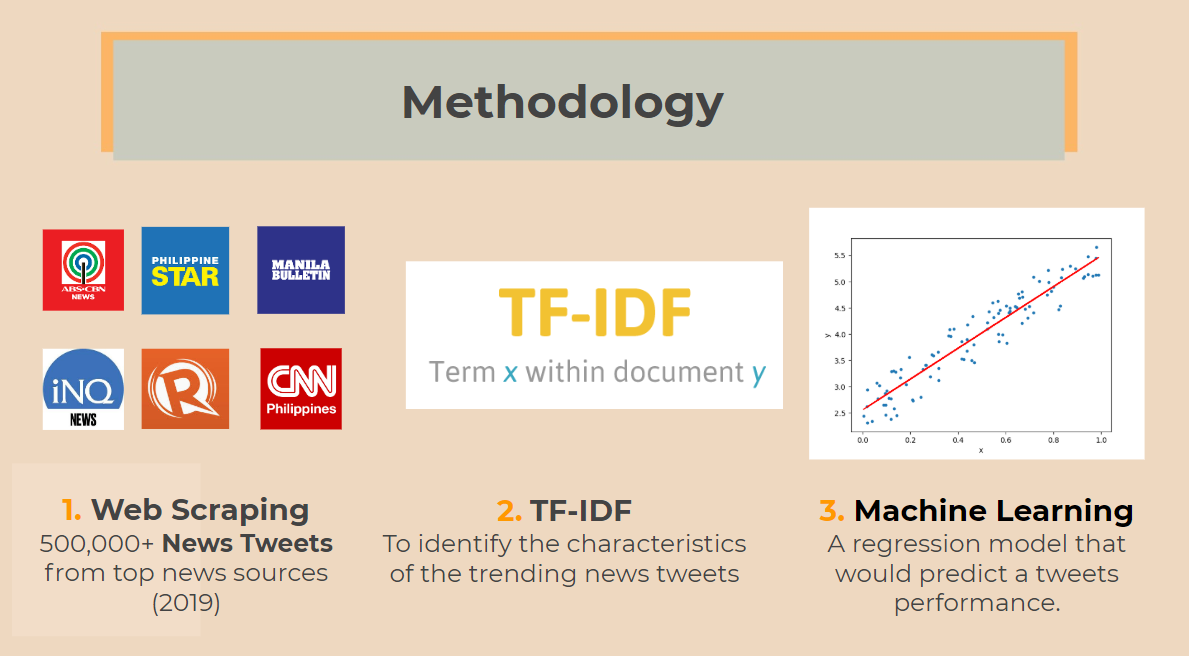 Methodology
ABS-CBN
NEWS
PHILIPPINE
STAR
MANILA
BULLETIN
iNQ
NEWS
R
CNN
Philippines
TF-IDF
Term x within document y
5.5
5.0
4.5
4.0
3.5
3.0
2.5
y
0.0 0.2 0.4 0.6 0.8 1.0
x
1. Web Scraping
500,000+ News Tweets
from top news sources
(2019)
2. TF-IDF
To identify the characteristics
of the trending news tweets
3. Machine Learning
A regression model that
would predict a tweets
performance.